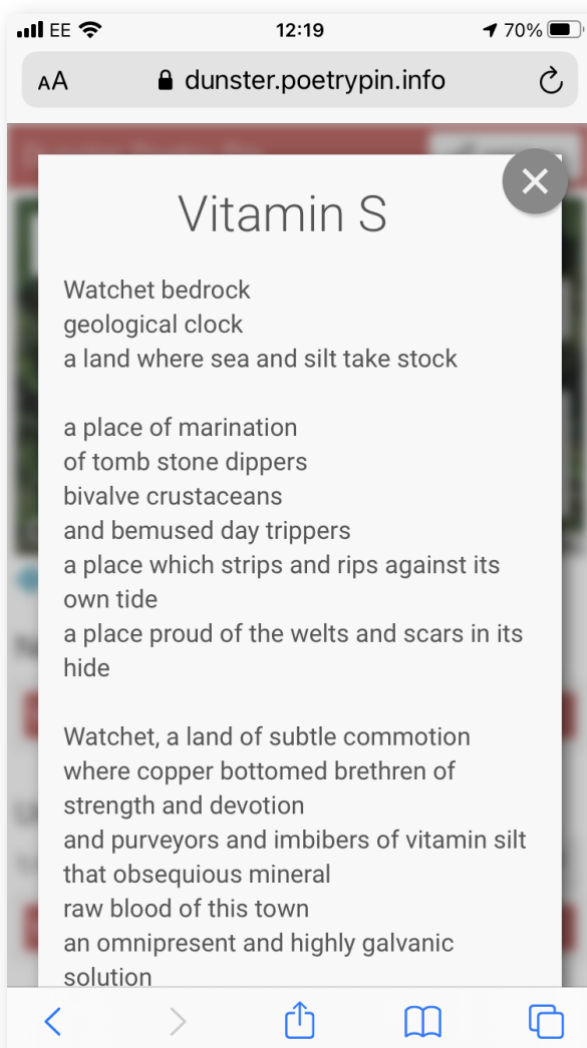 EE
12:19
70%
AA
dunster.poetrypin.info
Vitamin S
Watchet bedrock
geological clock
a land where sea and silt take stock
a place of marination
of tomb stone dippers
bivalve crustaceans
and bemused day trippers
a place which strips and rips against its
own tide
a place proud of the welts and scars in its
hide
Watchet, a land of subtle commotion
where copper bottomed brethren of
strength and devotion
and purveyors and imbibers of vitamin silt
that obsequious mineral
raw blood of this town
an omnipresent and highly galvanic
solution